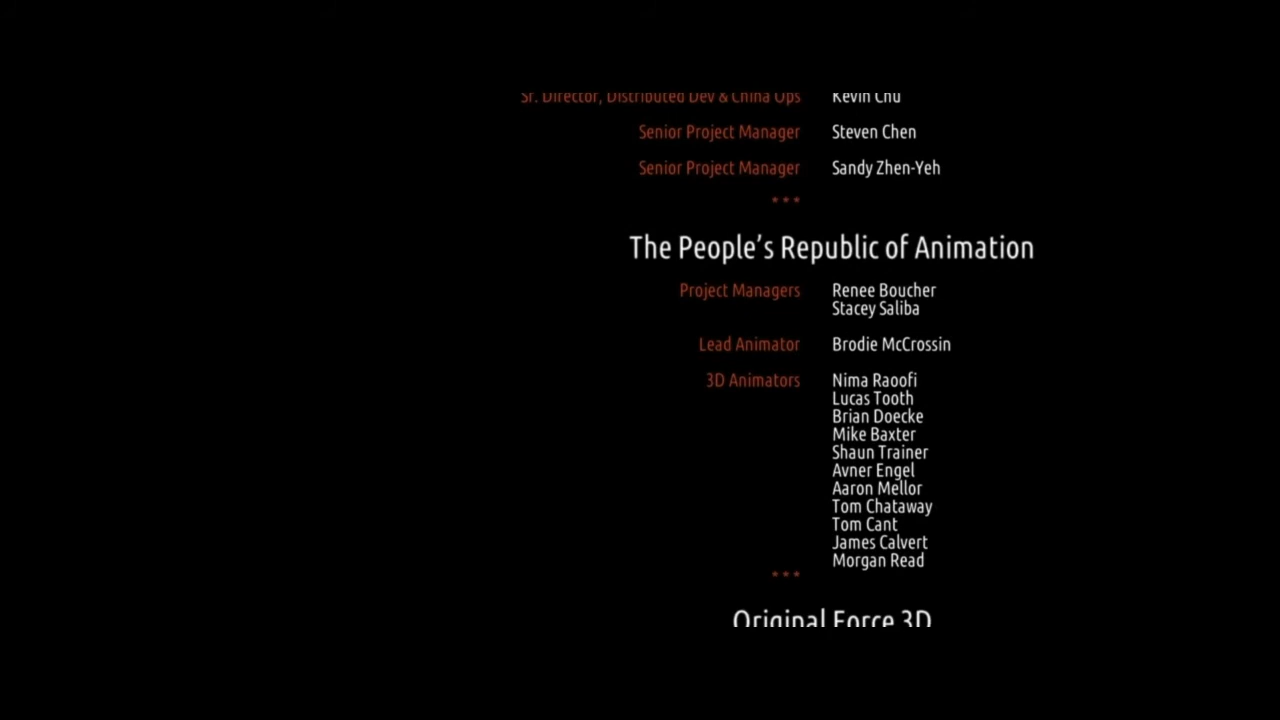 Sr. Director, Distributed Dev & China Ops Kevin Chu
Senior Project Manager Steven Chen
Senior Project Manager Sandy Zhen-Yeh
* * *
The People's Republic of Animation
Project Managers Renee Boucher
Stacey Saliba
Lead Animator Brodie McCrossin
3D Animators Nima Raoofi
Lucas Tooth
Brian Doecke
Mike Baxter
Shaun Trainer
Avner Engel
Aaron Mellor
Tom Chataway
Tom Cant
James Calvert
Morgan Read
* * *
Original Force 3D